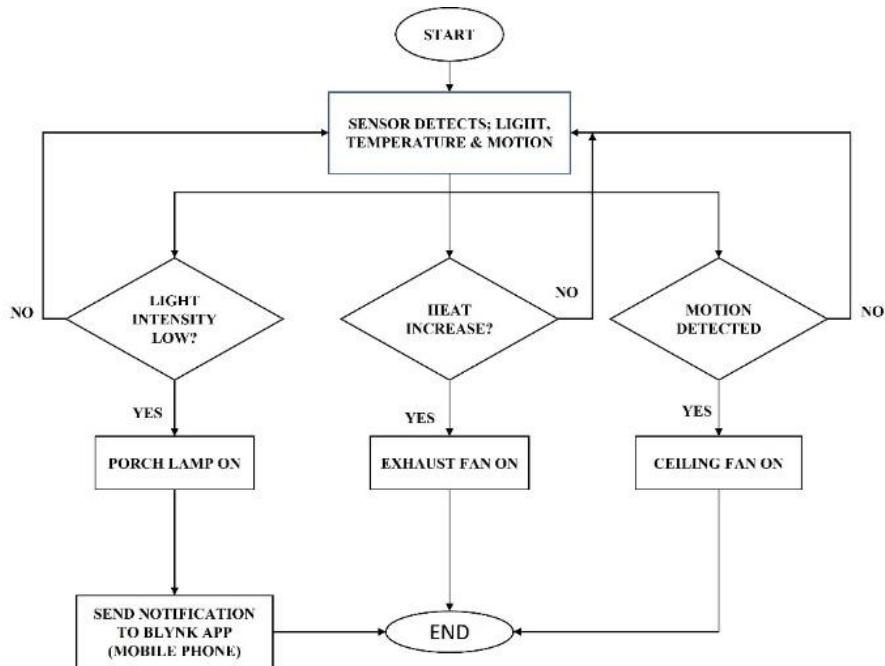 START
SENSOR DETECTS; LIGHT,
TEMPERATURE & MOTION
NO
LIGHT
INTENSITY
LOW?
HEAT
INCREASE?
NO
MOTION
DETECTED
NO
YES
YES
YES
PORCH LAMP ON
EXHAUST FAN ON
CEILING FAN ON
SEND NOTIFICATION
TO BLYNK APP
(MOBILE PHONE)
END